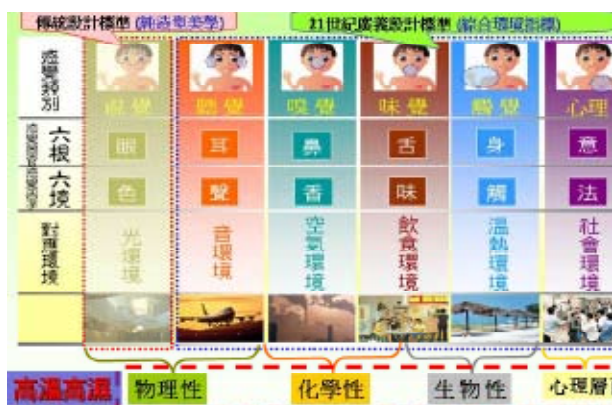 傳統設計標準 (純造型美學)
21世紀廣義設計標準 (綜合環境指標)
感覺類別
視覺 聽覺 嗅覺 味覺 觸覺 心理
六根
眼 耳 鼻 舌 身 意
六境
色 聲 香 味 觸 法
對應環境
光環境 音環境 空氣環境 飲食環境 溫熱環境 社會環境
高溫高濕 物理性 化學性 生物性 心理層